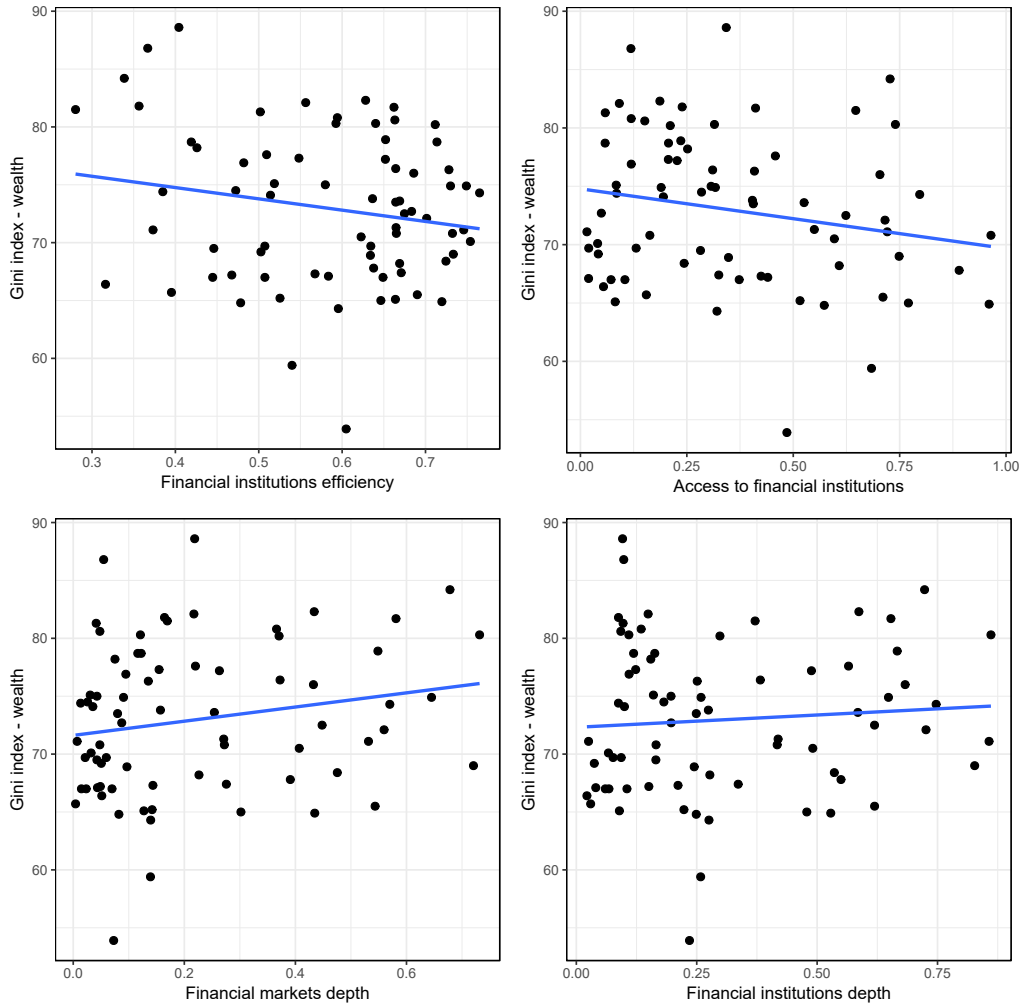 90
80
70
60
Gini index - wealth
0.3 0.4 0.5 0.6 0.7
Financial institutions efficiency
90
80
70
60
Gini index - wealth
0.00 0.25 0.50 0.75 1.00
Access to financial institutions
90
80
70
60
Gini index - wealth
0.0 0.2 0.4 0.6
Financial markets depth
90
80
70
60
Gini index - wealth
0.00 0.25 0.50 0.75
Financial institutions depth